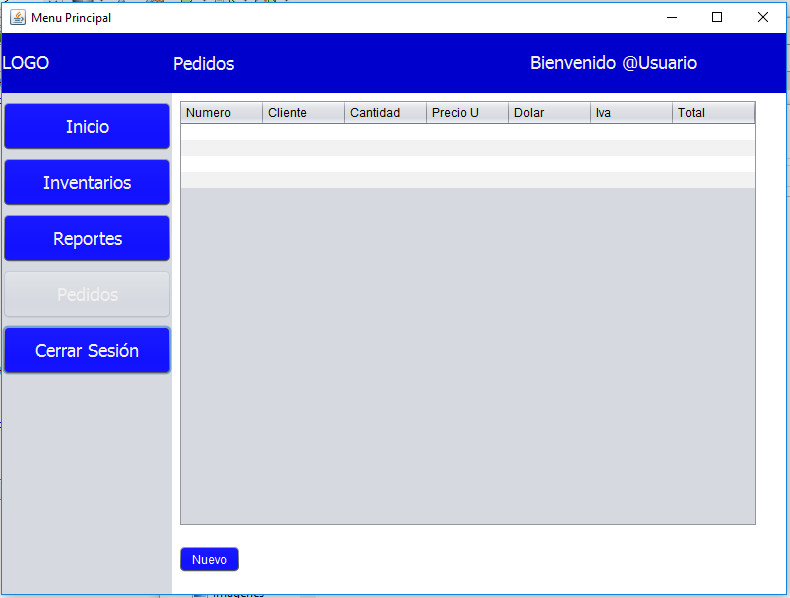 Menu Principal
LOGO Pedidos Bienvenido @Usuario
Inicio
Inventarios
Reportes
Pedidos
Cerrar Sesión
Numero Cliente Cantidad Precio U Dolar Iva Total
Nuevo